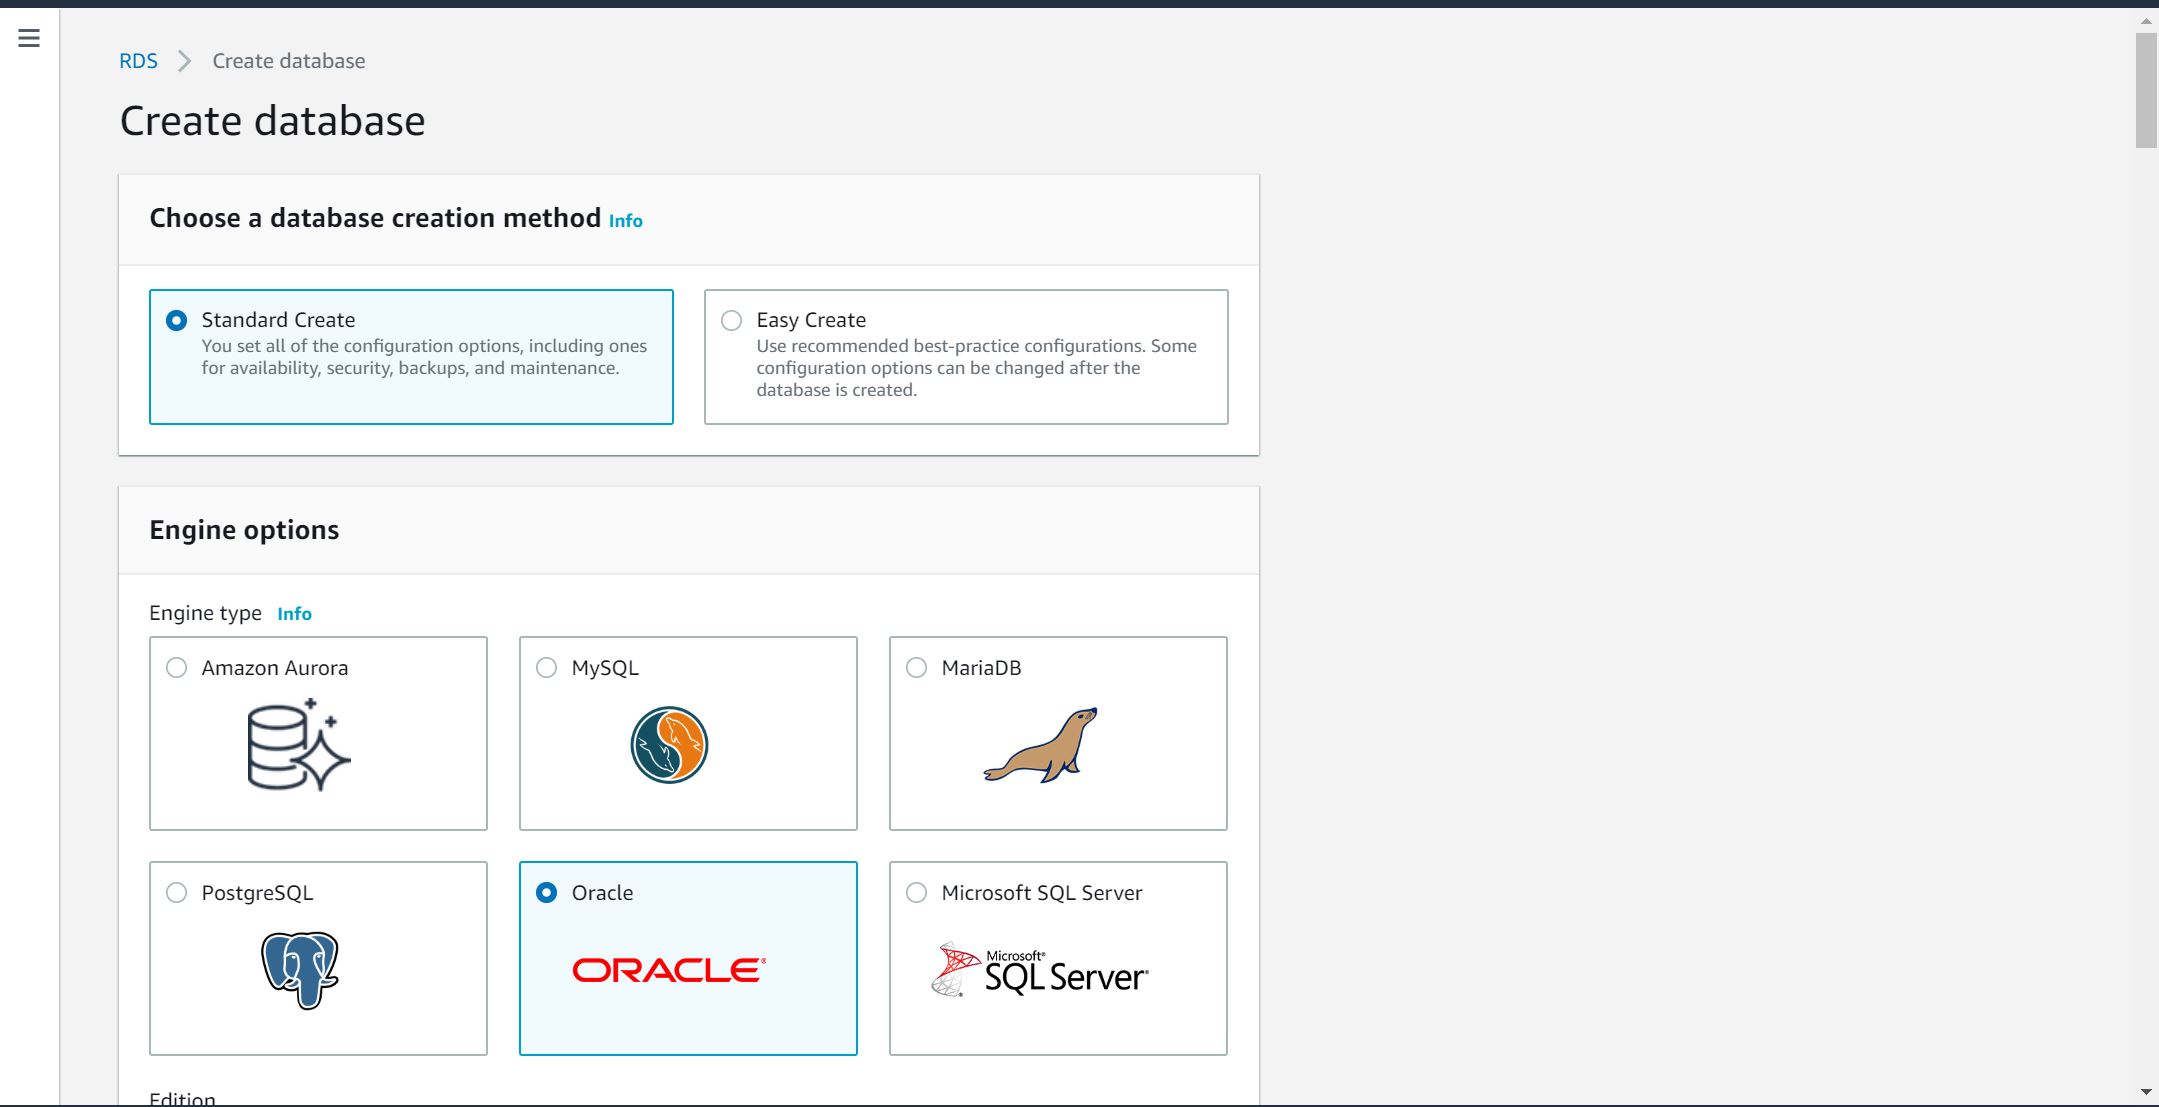 RDS
Create database
Create database
Choose a database creation method Info
Standard Create
You set all of the configuration options, including ones
for availability, security, backups, and maintenance.
Easy Create
Use recommended best-practice configurations. Some
configuration options can be changed after the
database is created.
Engine options
Engine type Info
Amazon Aurora
MySQL
MariaDB
PostgreSQL
Oracle
ORACLE®
Microsoft SQL Server
Microsoft®
SQL Server®
Edition